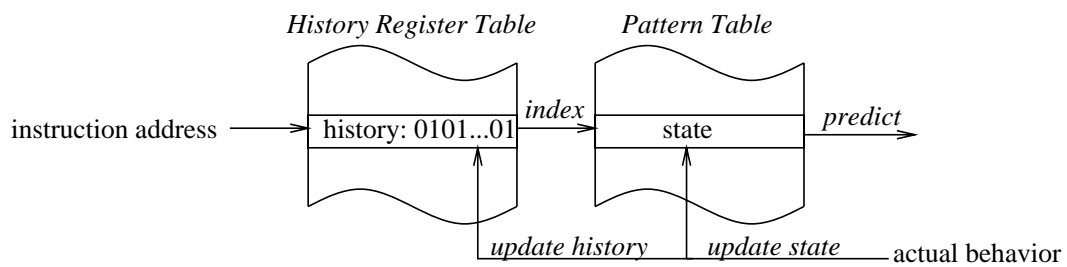 History Register Table
Pattern Table
instruction address
history: 0101...01
index
state
predict
update history
update state
actual behavior